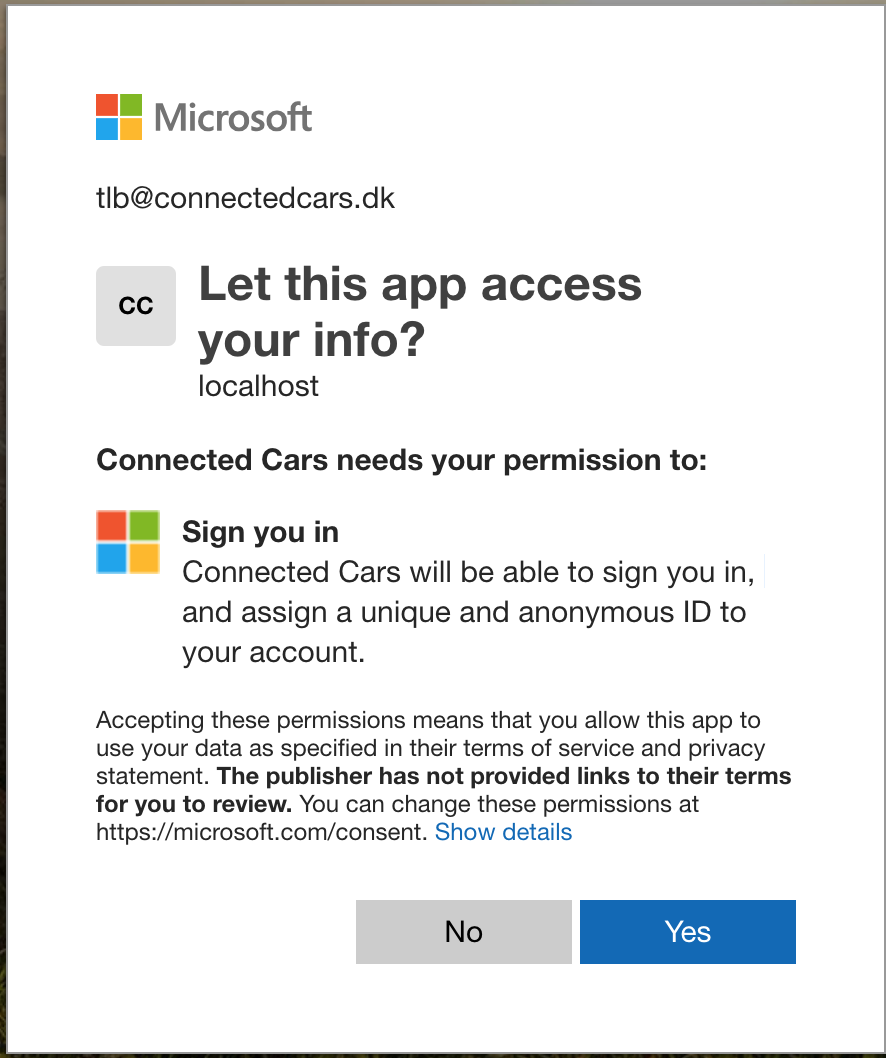 Microsoft
tlb@connectedcars.dk
CC
Let this app access
your info?
localhost
Connected Cars needs your permission to:
Sign you in
Connected Cars will be able to sign you in,
and assign a unique and anonymous ID to
your account.
Accepting these permissions means that you allow this app to
use your data as specified in their terms of service and privacy
statement. The publisher has not provided links to their terms
for you to review. You can change these permissions at
https://microsoft.com/consent. Show details
No
Yes